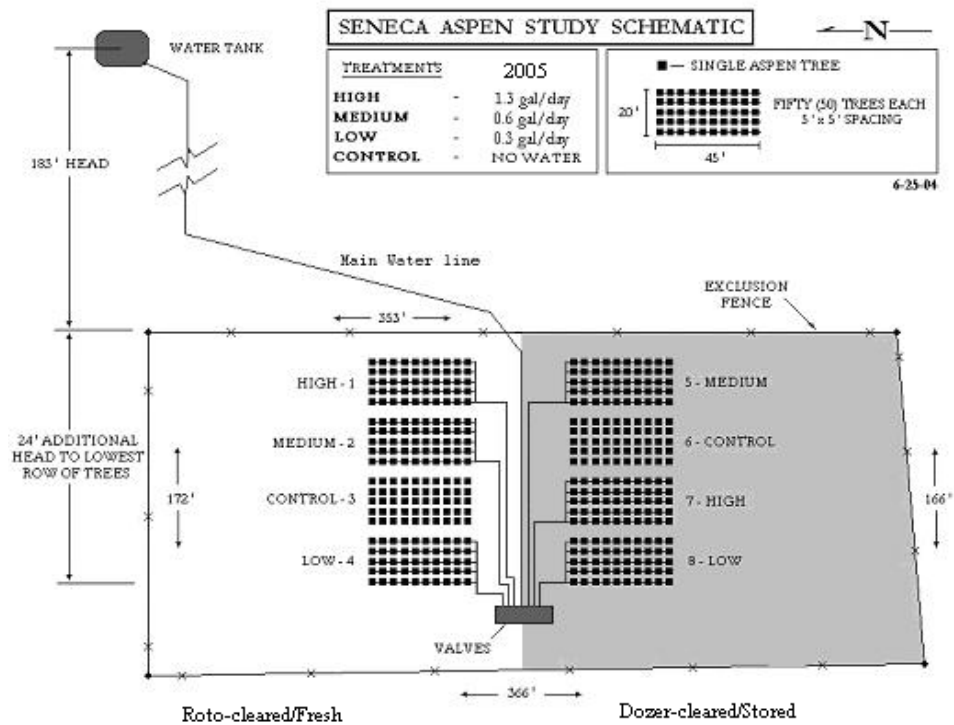 SENECA ASPEN STUDY SCHEMATIC
N
WATER TANK
TREATMENTS 2005
HIGH - 1.3 gal/day
MEDIUM - 0.6 gal/day
LOW - 0.3 gal/day
CONTROL - NO WATER
SINGLE ASPEN TREE
20'
FIFTY (50) TREES EACH
5' x 5' SPACING
45'
6-25-04
183' HEAD
Main Water line
EXCLUSION
FENCE
353'
HIGH - 1
5 - MEDIUM
24' ADDITIONAL
HEAD TO LOWEST
ROW OF TREES
MEDIUM - 2
6 - CONTROL
172'
CONTROL - 3
7 - HIGH
166'
LOW - 4
8 - LOW
VALVES
366'
Roto-cleared/Fresh
Dozer-cleared/Stored